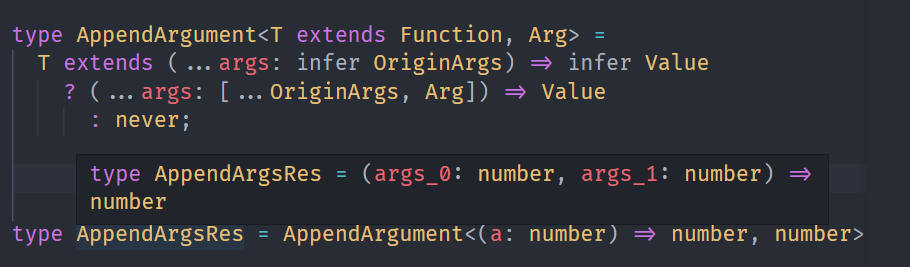 type AppendArgument<T extends Function, Arg> =
T extends (...args: infer OriginArgs) => infer Value
? (...args: [...OriginArgs, Arg]) => Value
: never;
type AppendArgsRes = (args_0: number, args_1: number) =>
number
type AppendArgsRes = AppendArgument<(a: number) => number, number>